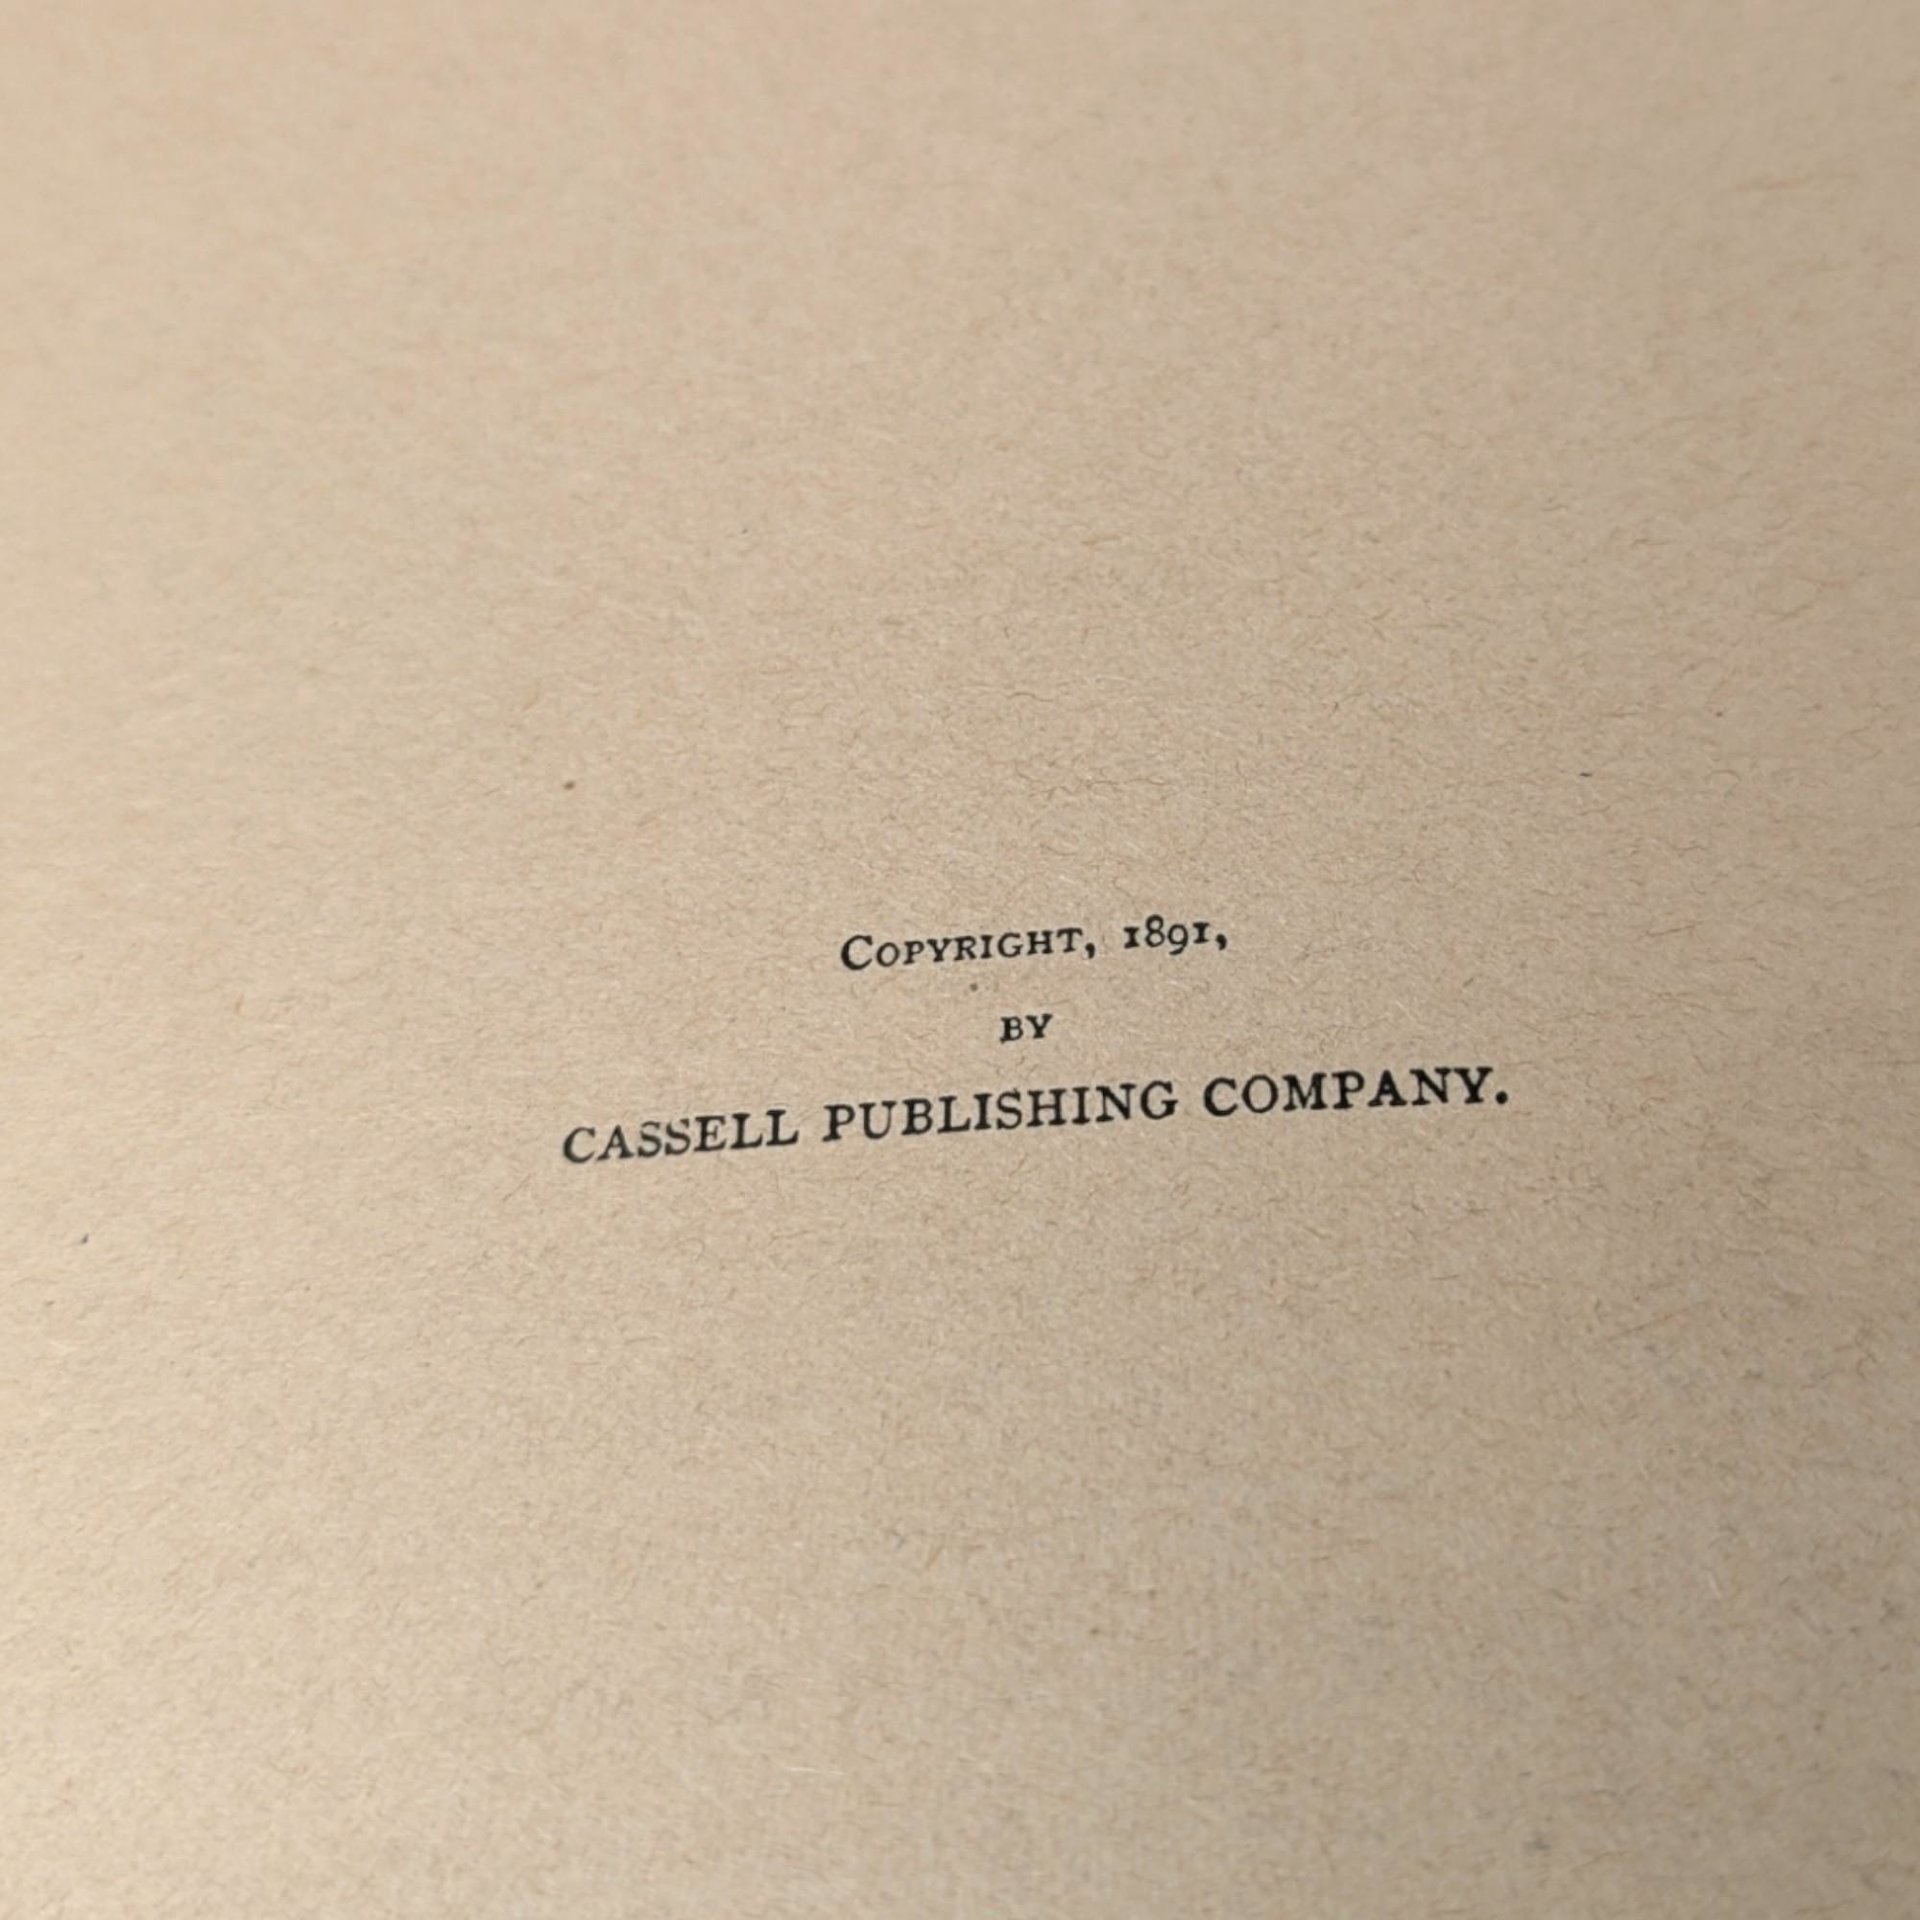 Copyright, 1891,
BY
CASSELL PUBLISHING COMPANY.